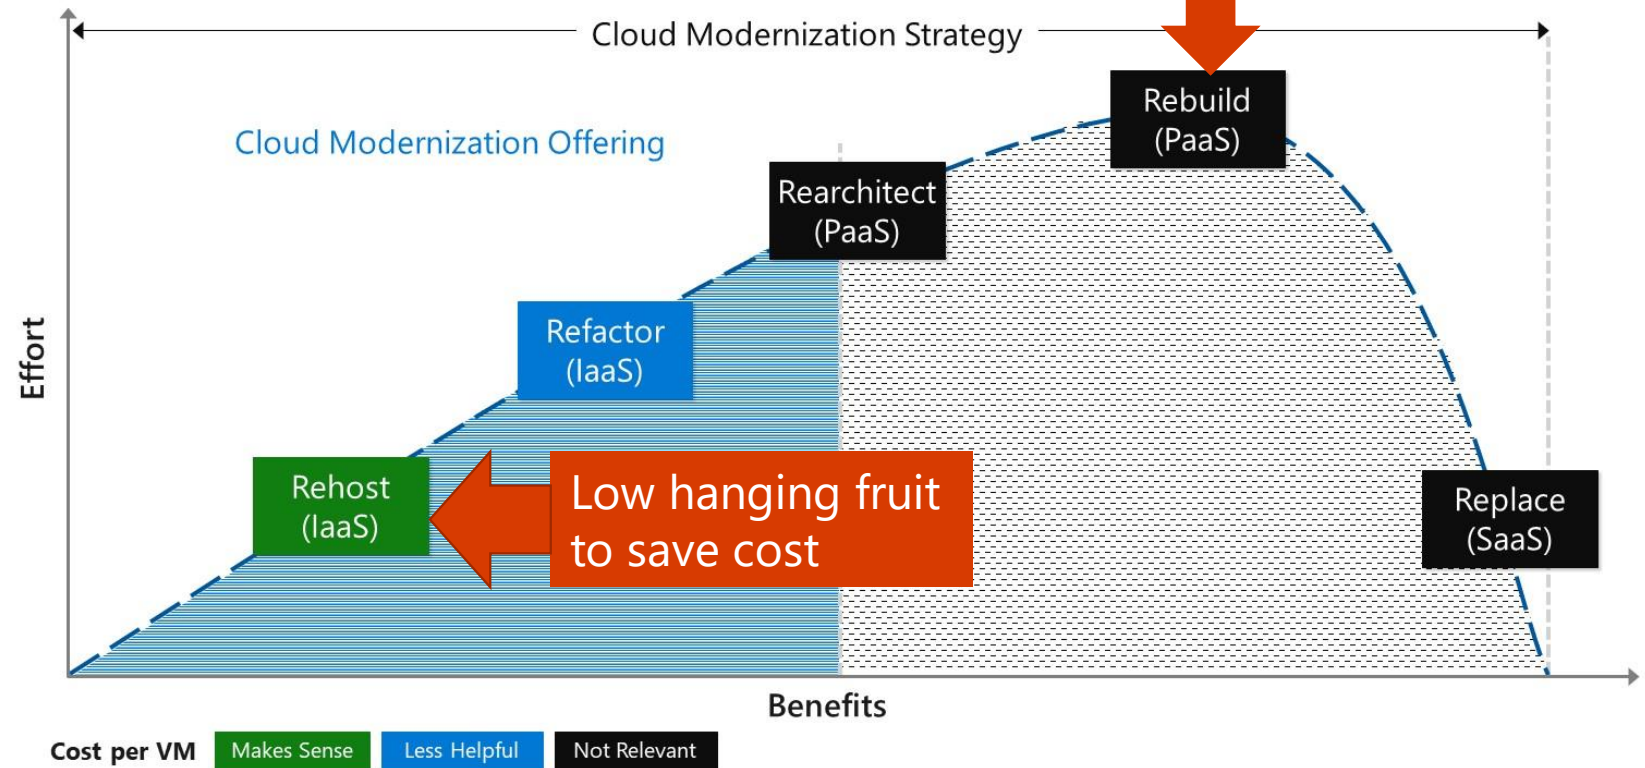 Cloud Modernization Strategy
Cloud Modernization Offering
Rebuild
(PaaS)
Rearchitect
(PaaS)
Refactor
(IaaS)
Rehost
(IaaS)
Low hanging fruit
to save cost
Replace
(SaaS)
Effort
Benefits
Cost per VM Makes Sense Less Helpful Not Relevant